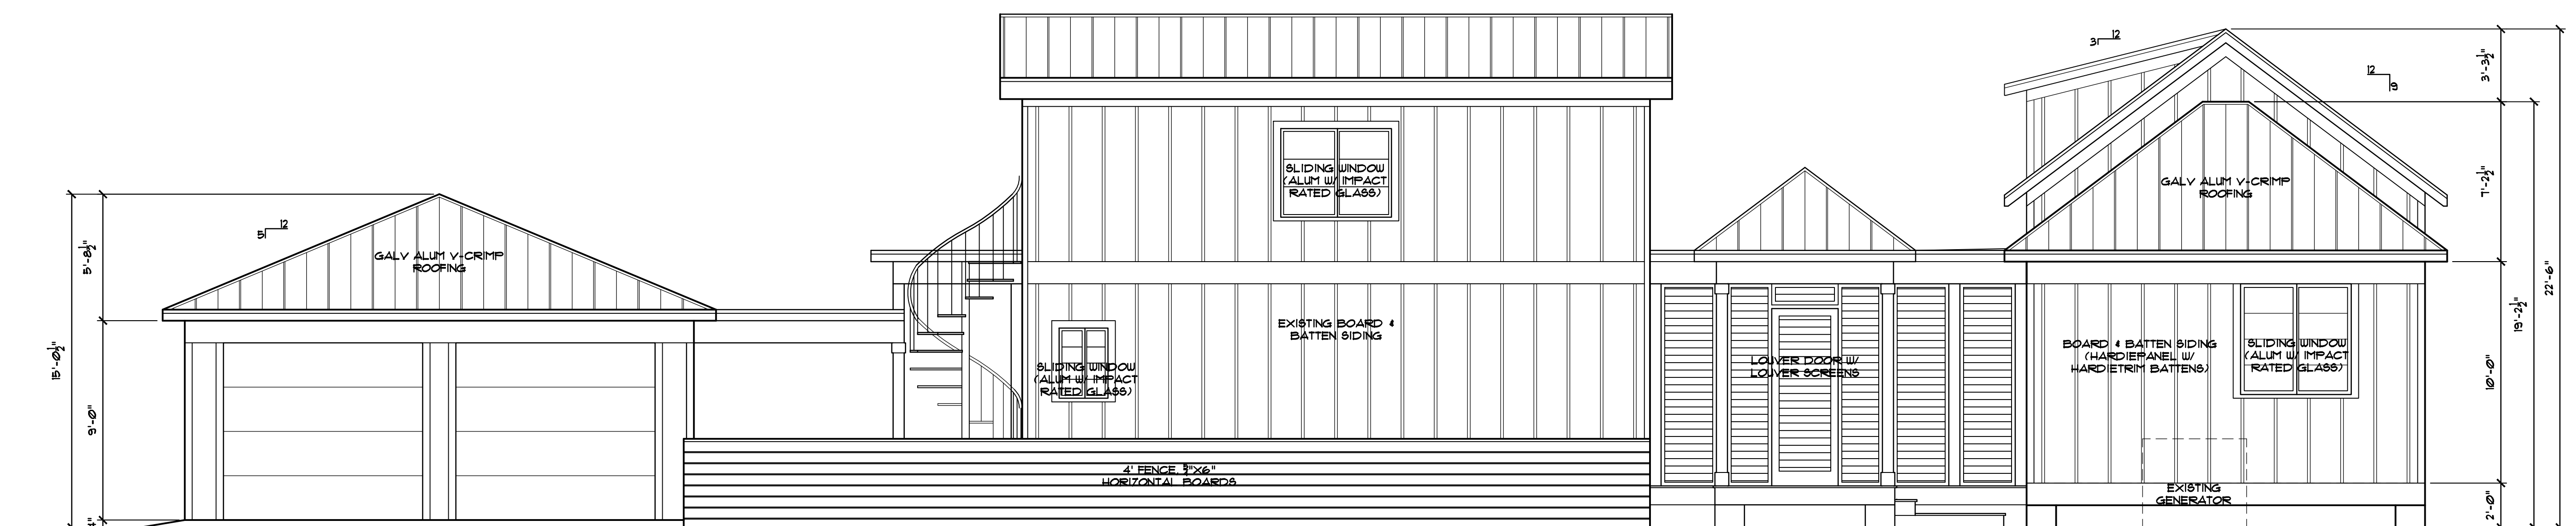 3 12
12 9
3'-3½"
7'-2½"
22'-6"
19'-2½"
10'-0"
2'-0"
SLIDING WINDOW
(ALUM W/ IMPACT
RATED GLASS)
GALV ALUM V-CRIMP
ROOFING
5 12
GALV ALUM V-CRIMP
ROOFING
5'-8½"
15'-0½"
9'-0"
4"
EXISTING BOARD &
BATTEN SIDING
SLIDING WINDOW
(ALUM W/ IMPACT
RATED GLASS)
LOUVER DOOR W/
LOUVER SCREENS
BOARD & BATTEN SIDING
(HARDIEPANEL W/
HARDIETRIM BATTENS)
SLIDING WINDOW
(ALUM W/ IMPACT
RATED GLASS)
4' FENCE, "X6"
HORIZONTAL BOARDS
EXISTING
GENERATOR